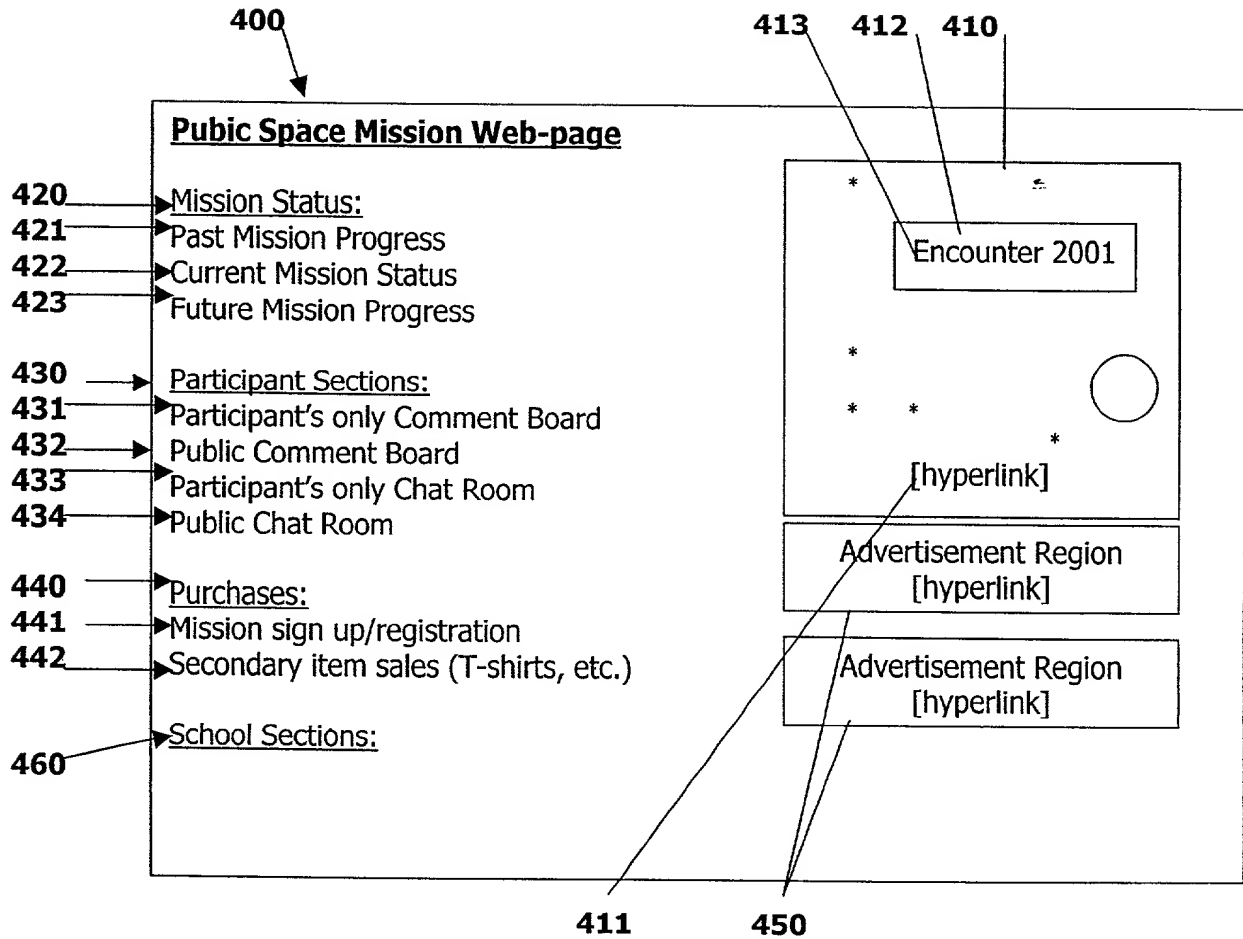 400
413 412 410
Pubic Space Mission Web-page
420 Mission Status:
421 Past Mission Progress
422 Current Mission Status
423 Future Mission Progress
430 Participant Sections:
431 Participant's only Comment Board
432 Public Comment Board
433 Participant's only Chat Room
434 Public Chat Room
440 Purchases:
441 Mission sign up/registration
442 Secondary item sales (T-shirts, etc.)
460 School Sections:
* 
Encounter 2001
*
* *
*
[hyperlink]
Advertisement Region
[hyperlink]
Advertisement Region
[hyperlink]
411 450